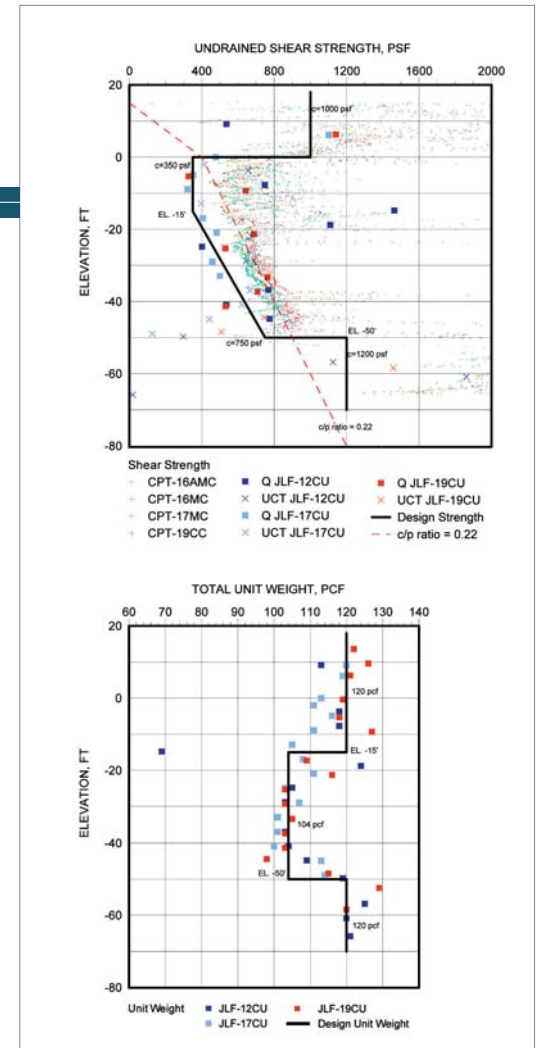 UNDRAINED SHEAR STRENGTH, PSF
0 400 800 1200 1600 2000
20
c=1000 psf
0
c=350 psf
EL. -15'
-20
ELEVATION, FT
-40
EL. -50'
c=750 psf
c=1200 psf
-60
c/p ratio = 0.22
-80
Shear Strength
CPT-16AMC Q JLF-12CU Q JLF-19CU
CPT-16MC UCT JLF-12CU UCT JLF-19CU
CPT-17MC Q JLF-17CU Design Strength
CPT-19CC UCT JLF-17CU c/p ratio = 0.22
TOTAL UNIT WEIGHT, PCF
60 70 80 90 100 110 120 130 140
20
120 pcf
0
EL. -15'
-20
ELEVATION, FT
104 pcf
-40
EL. -50'
-60
120 pcf
-80
Unit Weight JLF-12CU JLF-19CU
JLF-17CU Design Unit Weight